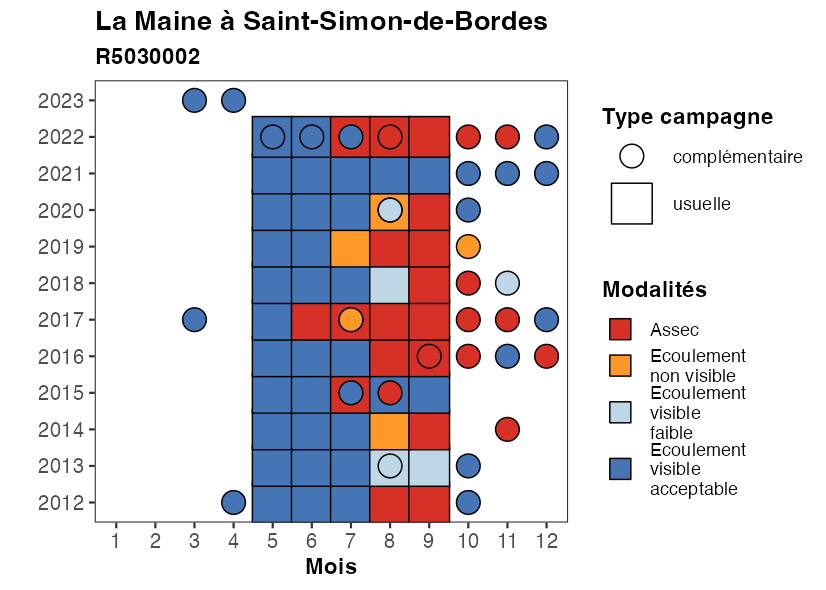 La Maine à Saint-Simon-de-Bordes
R5030002
2023
2022
2021
2020
2019
2018
2017
2016
2015
2014
2013
2012
1 2 3 4 5 6 7 8 9 10 11 12
Mois
Type campagne
complémentaire
usuelle
Modalités
Assec
Ecoulement
non visible
Ecoulement
visible
faible
Ecoulement
visible
acceptable